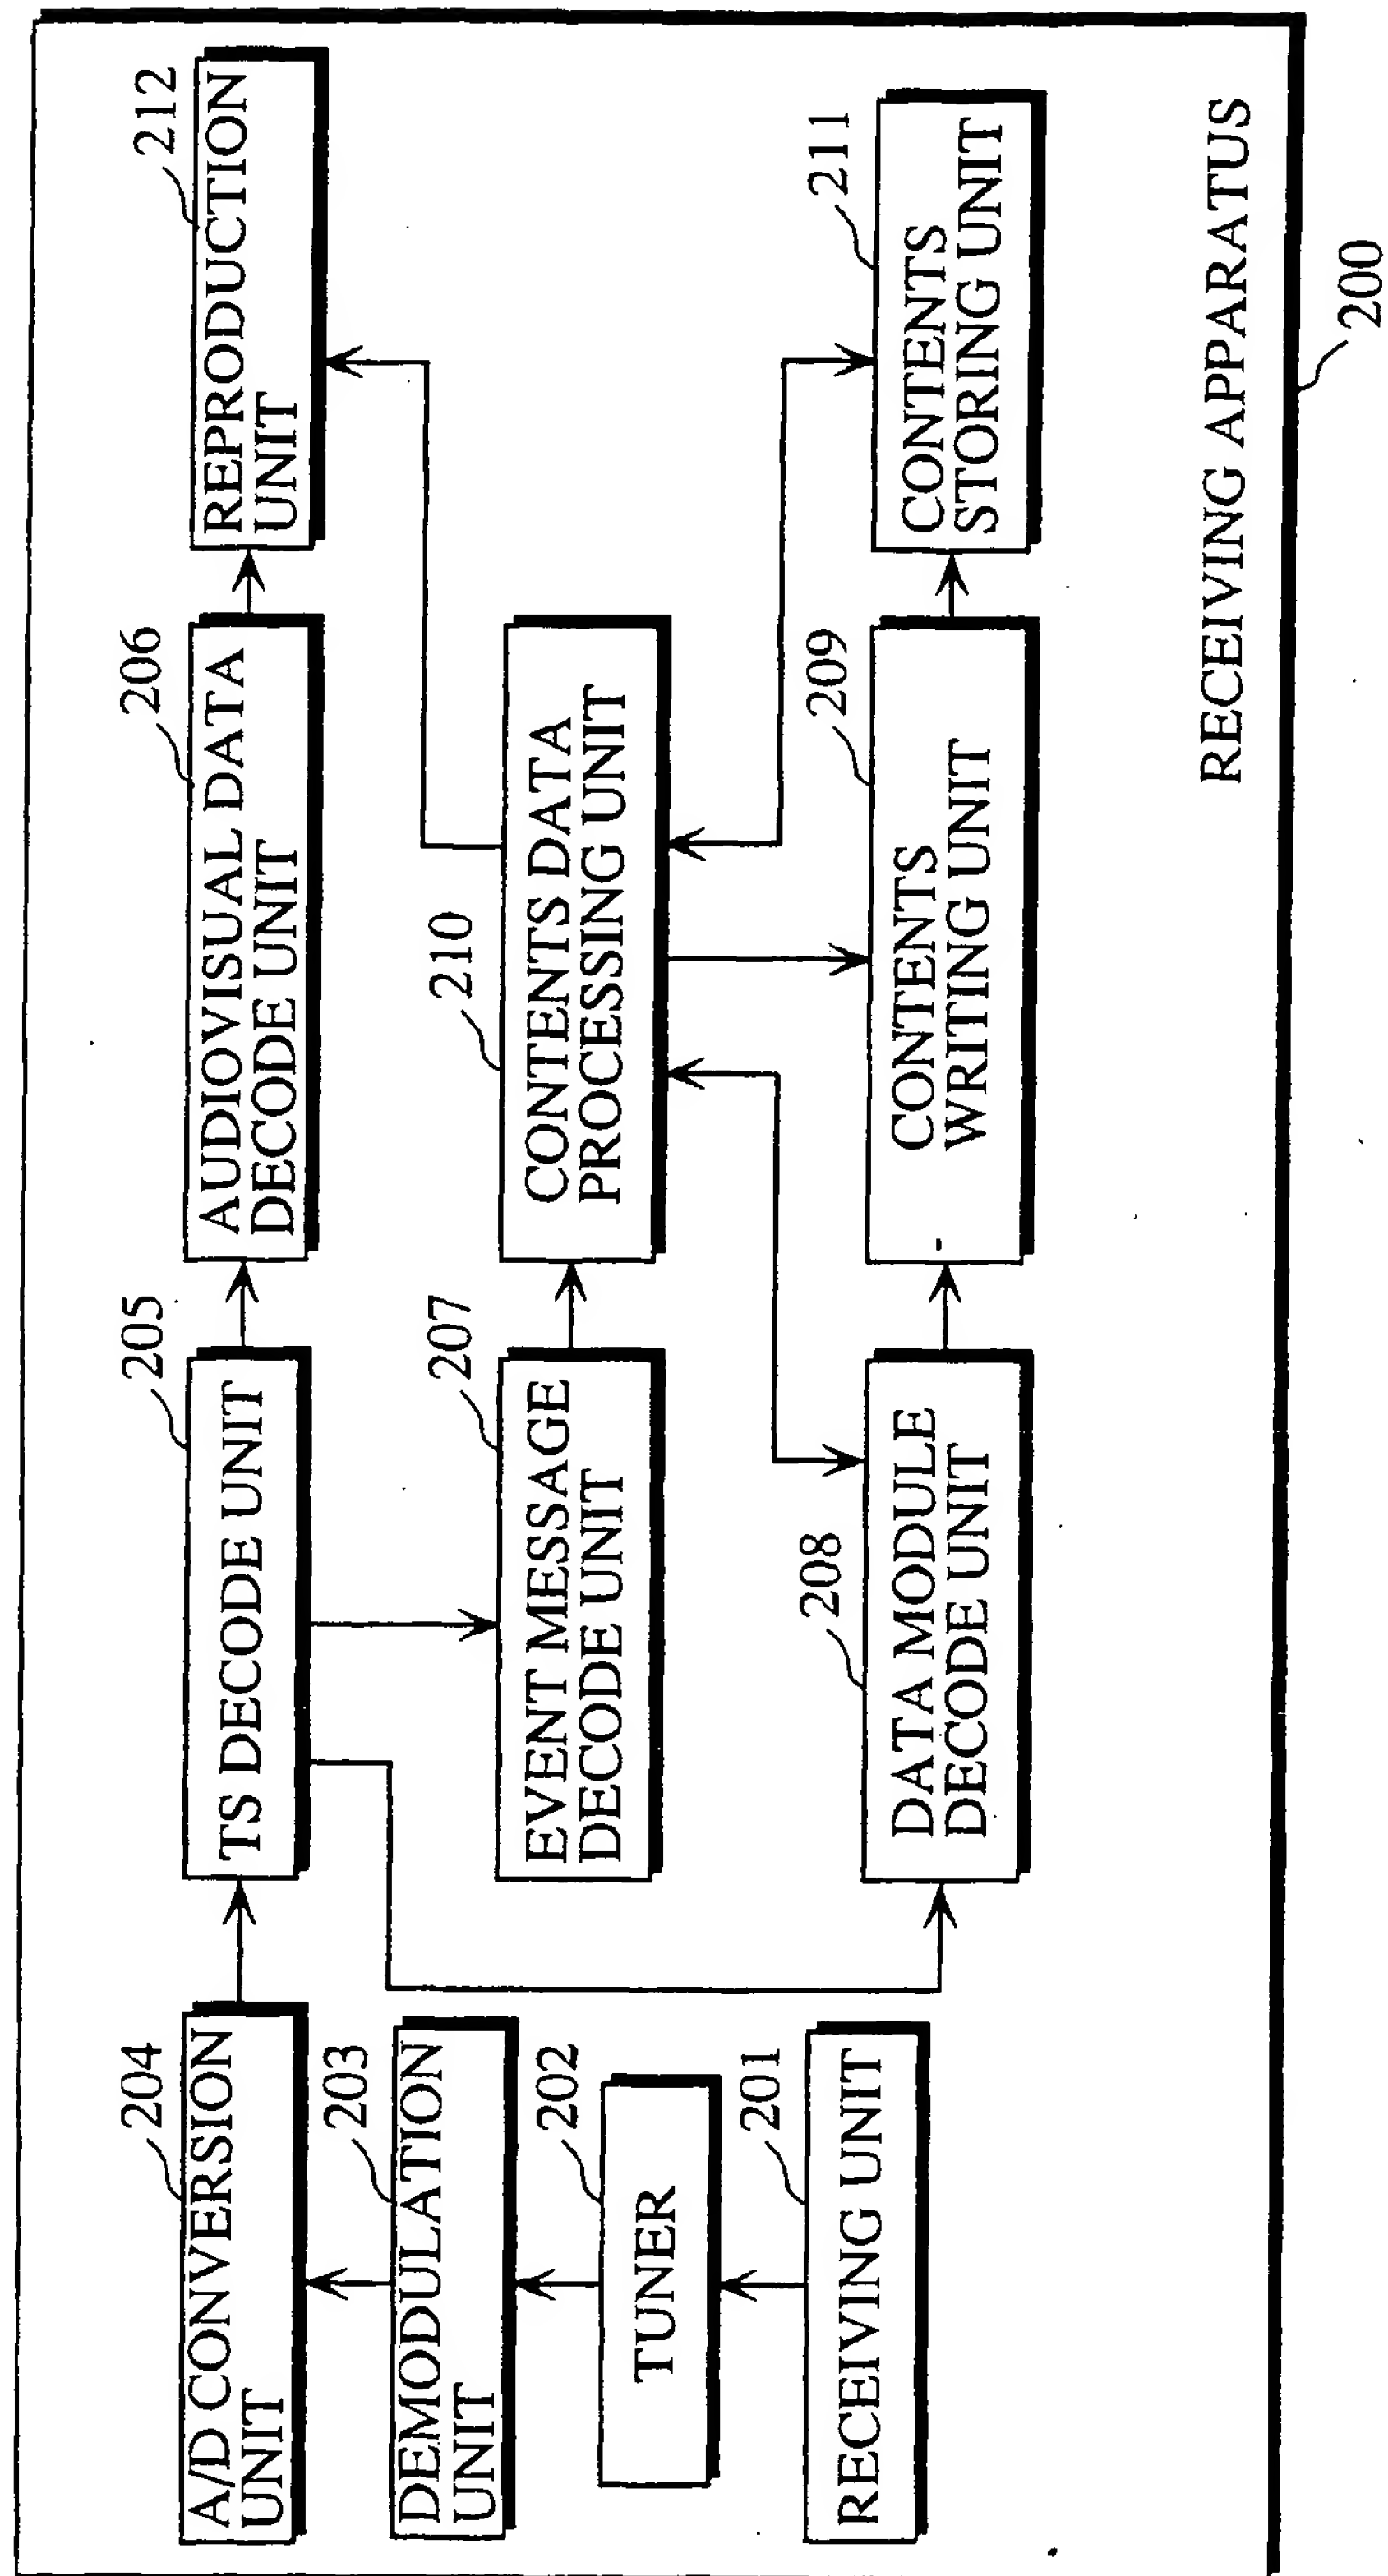 204
A/D CONVERSION
UNIT
203
DEMODULATION
UNIT
202
TUNER
201
RECEIVING UNIT
205
TS DECODE UNIT
207
EVENT MESSAGE
DECODE UNIT
208
DATA MODULE
DECODE UNIT
206
AUDIOVISUAL DATA
DECODE UNIT
210
CONTENTS DATA
PROCESSING UNIT
209
CONTENTS
WRITING UNIT
212
REPRODUCTION
UNIT
211
CONTENTS
STORING UNIT
RECEIVING APPARATUS
200